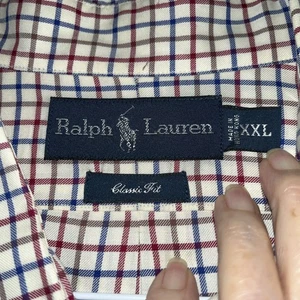 Ralph Lauren
XXL
MADE IN
Classic Fit